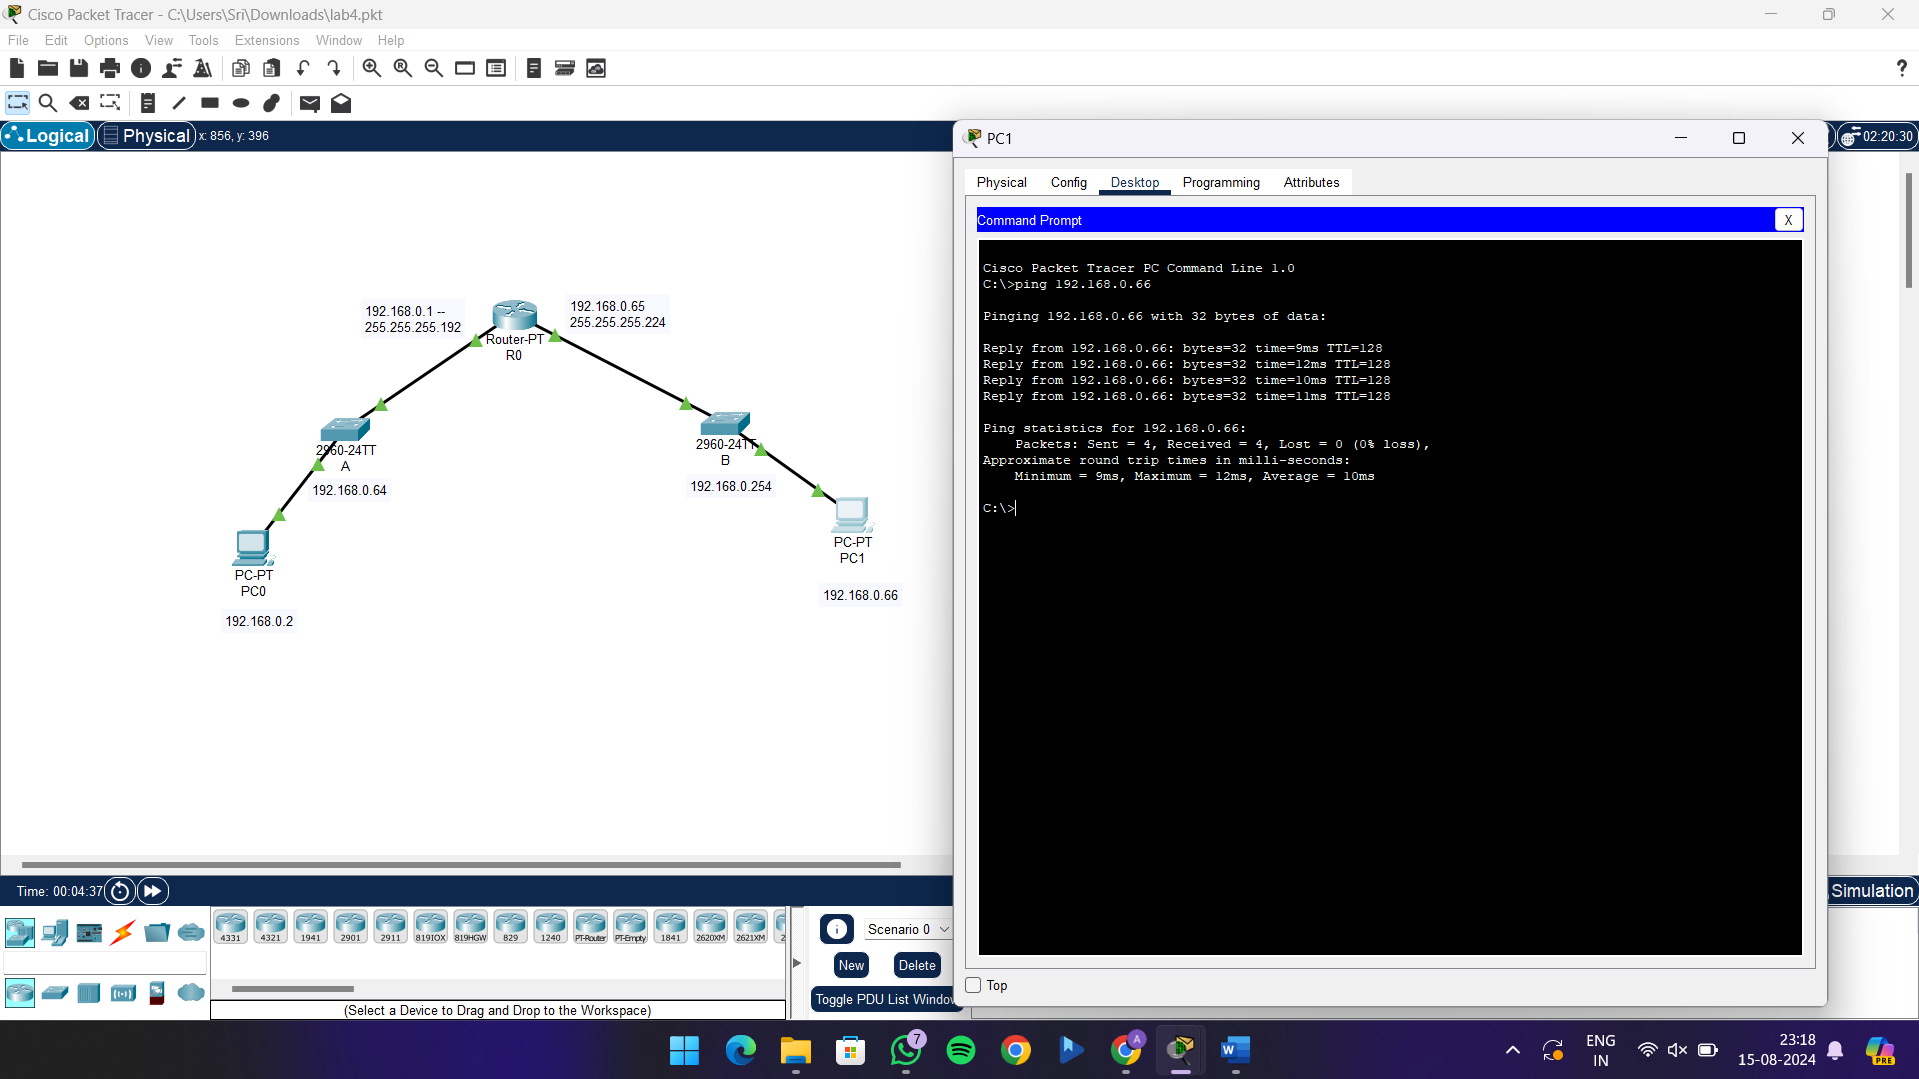 Cisco Packet Tracer - C:\Users\Sri\Downloads\lab4.pkt
File Edit Options View Tools Extensions Window Help
?
Logical Physical x: 856, y: 396
02:20:30
192.168.0.1 --
255.255.255.192
192.168.0.65
255.255.255.224
Router-PT
R0
2960-24TT
A
192.168.0.64
2960-24TT
B
192.168.0.254
PC-PT
PC0
192.168.0.2
PC-PT
PC1
192.168.0.66
PC1
Physical Config Desktop Programming Attributes
Command Prompt
X
Cisco Packet Tracer PC Command Line 1.0
C:\>ping 192.168.0.66
Pinging 192.168.0.66 with 32 bytes of data:
Reply from 192.168.0.66: bytes=32 time=9ms TTL=128
Reply from 192.168.0.66: bytes=32 time=12ms TTL=128
Reply from 192.168.0.66: bytes=32 time=10ms TTL=128
Reply from 192.168.0.66: bytes=32 time=11ms TTL=128
Ping statistics for 192.168.0.66:
Packets: Sent = 4, Received = 4, Lost = 0 (0% loss),
Approximate round trip times in milli-seconds:
Minimum = 9ms, Maximum = 12ms, Average = 10ms
C:\>
Top
Time: 00:04:37
Simulation
4331 4321 1941 2901 2911 819IOX 819HGW 829 1240 PT-Router PT-Empty 1841 2620XM 2621XM 2
(Select a Device to Drag and Drop to the Workspace)
Scenario 0
New Delete
Toggle PDU List Windo
7
A
W
ENG
IN
23:18
15-08-2024
PRE